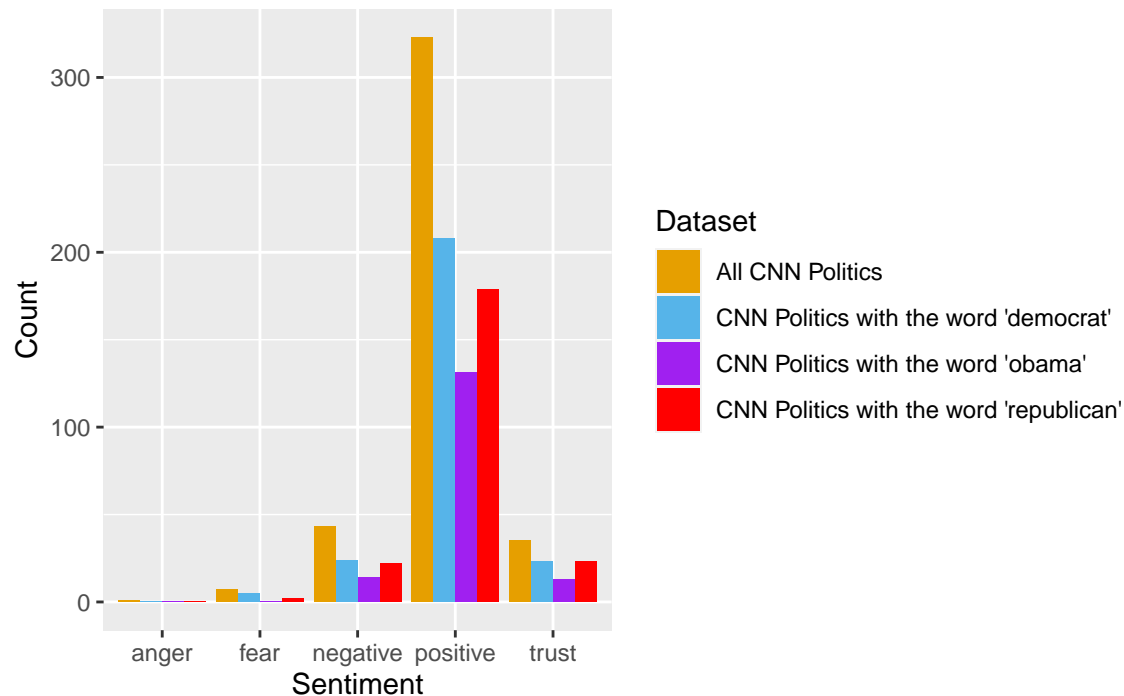 300
200
100
0
Count
anger fear negative positive trust
Sentiment
Dataset
All CNN Politics
CNN Politics with the word 'democrat'
CNN Politics with the word 'obama'
CNN Politics with the word 'republican'